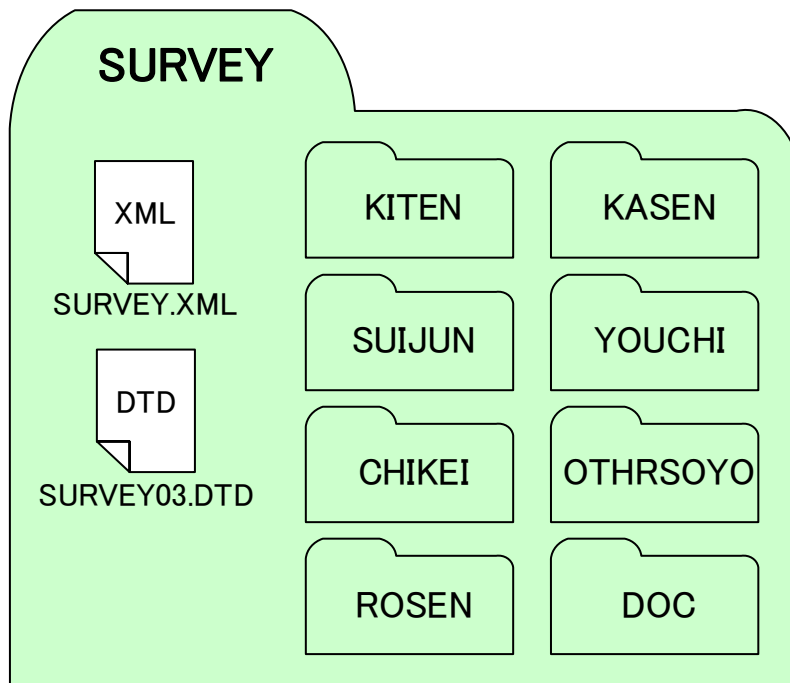 SURVEY
XML
SURVEY.XML
DTD
SURVEY03.DTD
KITEN
KASEN
SUIJUN
YOUCHI
CHIKEI
OTHRSOYO
ROSEN
DOC